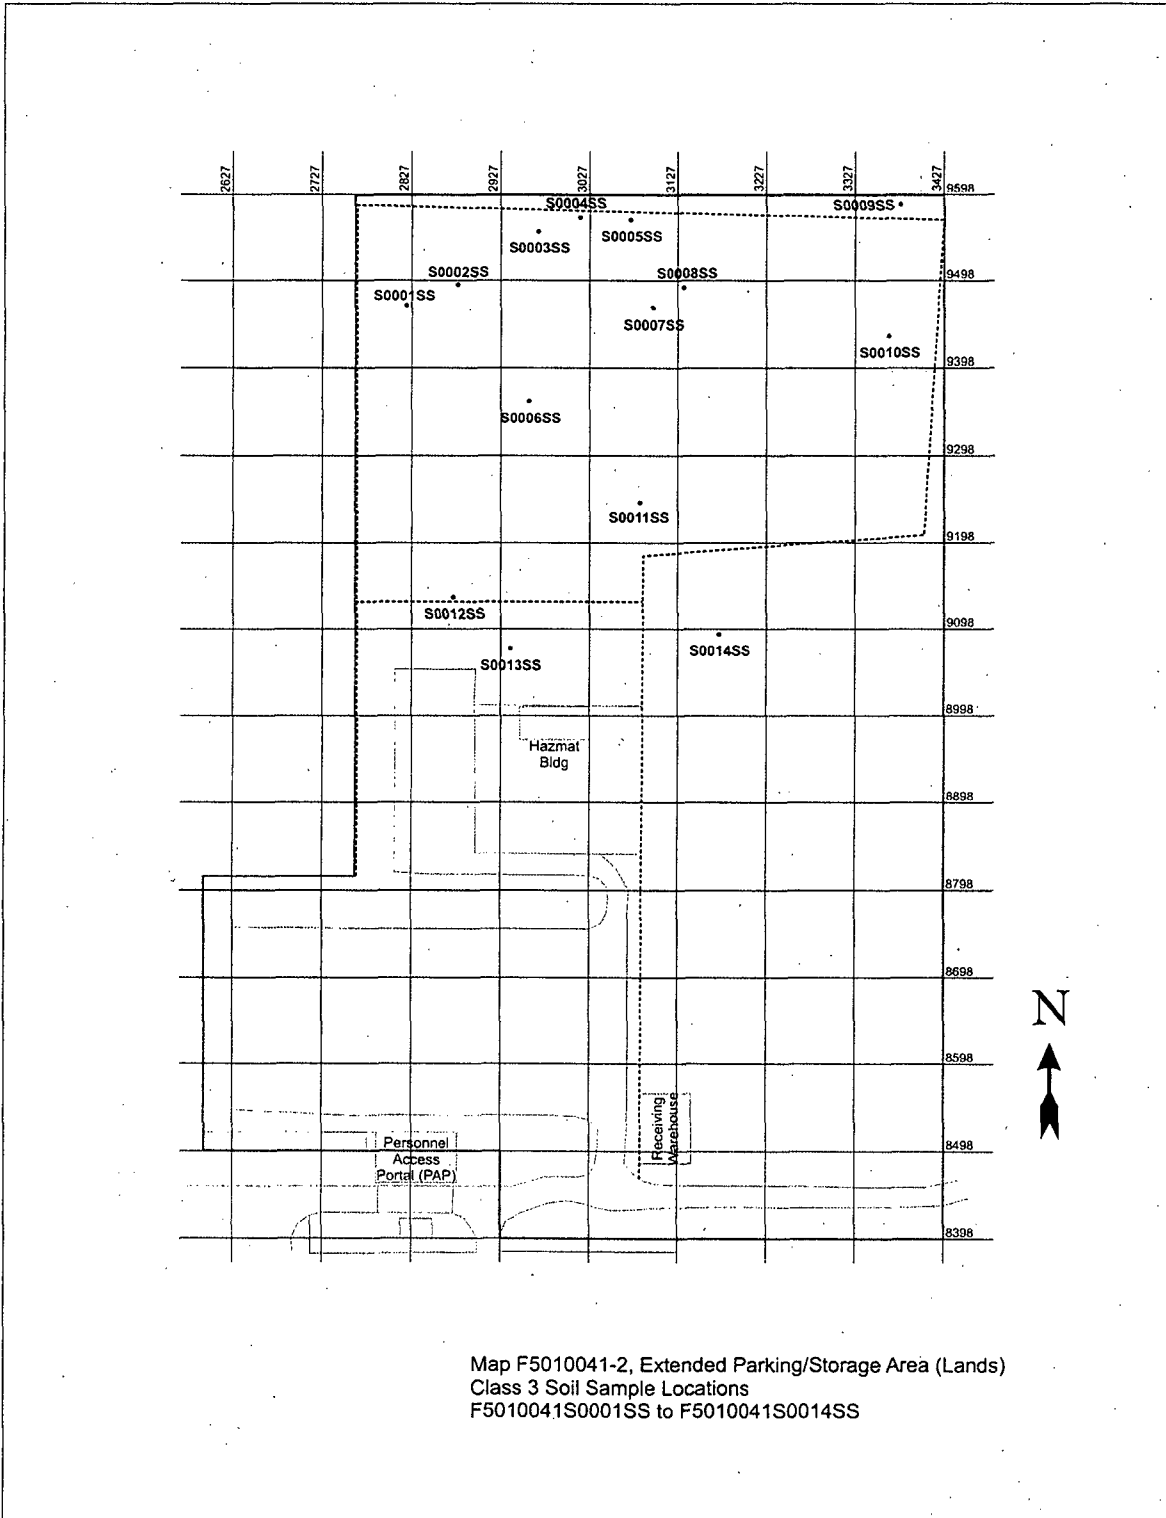 2627
2727
2827
2927
3027
3127
3227
3327
3427
9598
S0004SS
S0009SS
S0003SS
S0005SS
S0002SS
S0008SS
9498
S0001SS
S0007SS
S0010SS
9398
S0006SS
9298
S0011SS
9198
S0012SS
9098
S0013SS
S0014SS
8998
Hazmat
Bldg
8898
8798
8698
N
8598
Receiving
Warehouse
8498
Personnel
Access
Portal (PAP)
8398
Map F5010041-2, Extended Parking/Storage Area (Lands)
Class 3 Soil Sample Locations
F5010041S0001SS to F5010041S0014SS